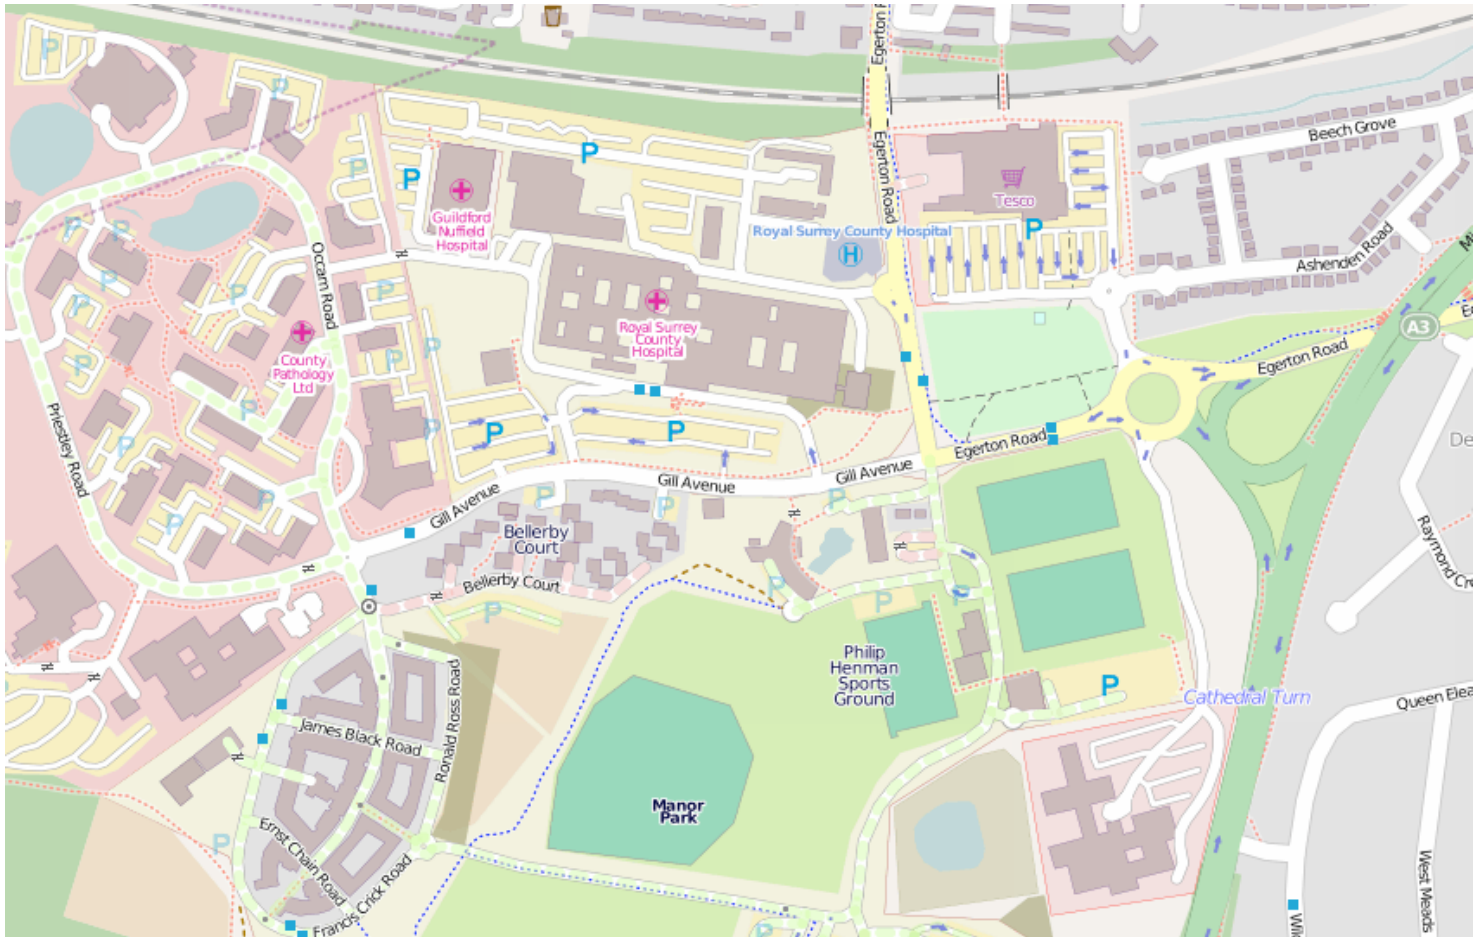 Egerton
P
P
Egerton Road
Beech Grove
P
P
P
Guildford
Nuffield
Hospital
Tesco
P
P
P
Royal Surrey County Hospital
H
Occam Road
Ashenden Road
P
P
P
P
A3
Royal Surrey
County
Hospital
County
Pathology
Ltd
P
P
P
P
Egerton Road
Priestley Road
P
P
P
P
P
Egerton Road
Gill Avenue
Gill Avenue
Gill Avenue
P
P
P
P
P
Bellerby
Court
Bellerby Court
Raymond Cre
P
P
P
P
Philip
Henman
Sports
Ground
P
Cathedral Turn
Queen Elea
Ronald Ross Road
James Black Road
Manor
Park
P
Ernst Chain Road
Francis Crick Road
West Meads
P